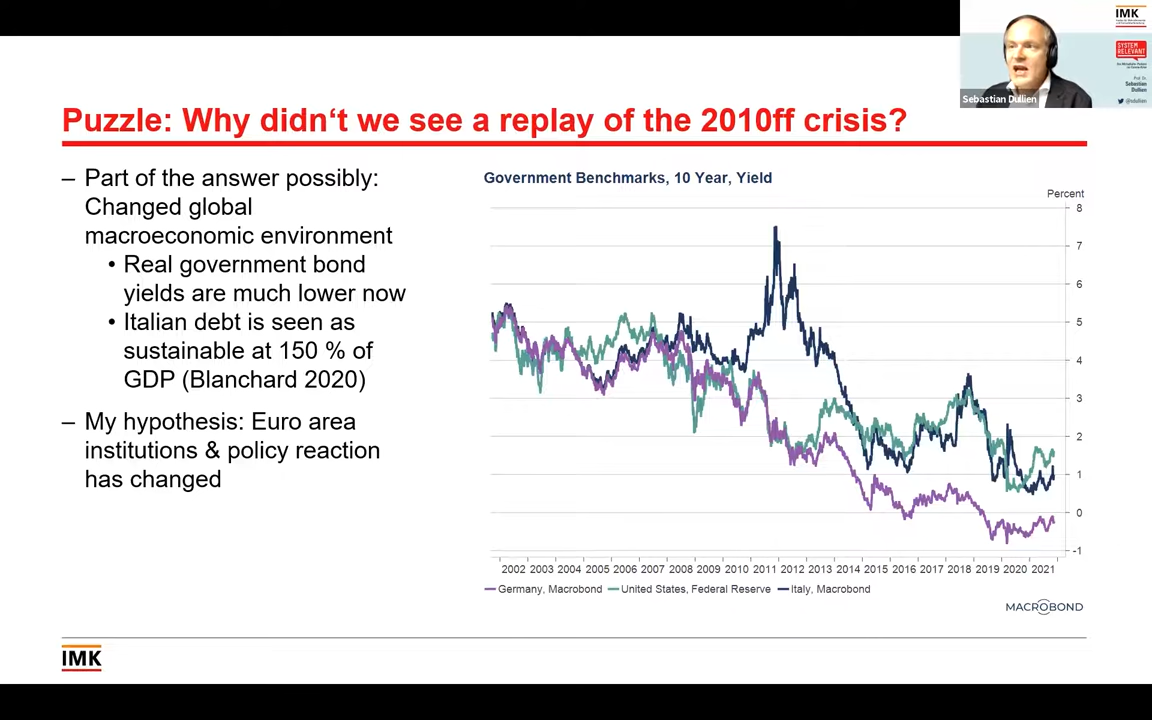 IMK
SYSTEM
RELEVANT
Prof. Dr.
Sebastian
Dullien
@sdullien
Sebastian Dullien
Puzzle: Why didn‘t we see a replay of the 2010ff crisis?
– Part of the answer possibly:
Changed global
macroeconomic environment
• Real government bond
yields are much lower now
• Italian debt is seen as
sustainable at 150 % of
GDP (Blanchard 2020)
– My hypothesis: Euro area
institutions & policy reaction
has changed
Government Benchmarks, 10 Year, Yield
Percent
8
7
6
5
4
3
2
1
0
-1
2002 2003 2004 2005 2006 2007 2008 2009 2010 2011 2012 2013 2014 2015 2016 2017 2018 2019 2020 2021
Germany, Macrobond United States, Federal Reserve Italy, Macrobond
MACROBOND
IMK